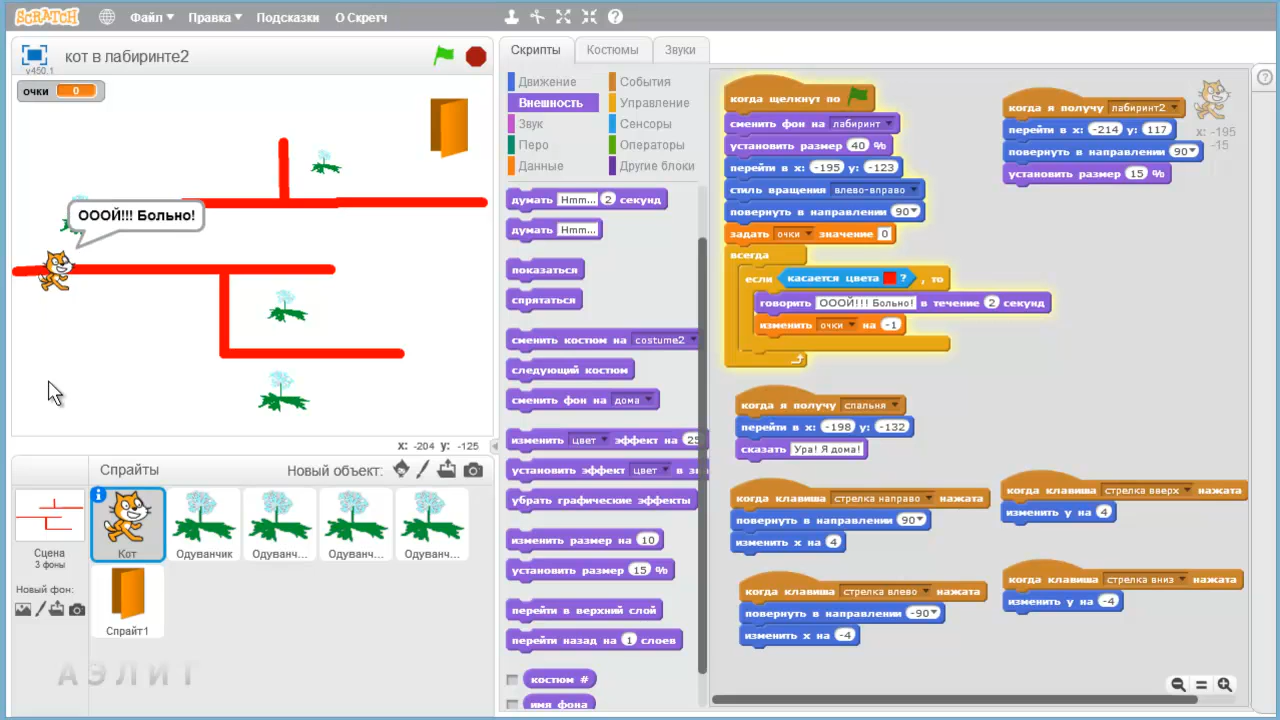 SCRATCH
Файл ▼ Правка ▼ Подсказки О Скретч
v450.1
кот в лабиринте2
очки 0
ОООЙ!!! Больно!
x: -204 y: -125
Спрайты Новый объект:
Сцена
3 фоны
Новый фон:
Кот
Одуванчик
Одуванч...
Одуванч...
Одуванч...
Спрайт1
АЭЛИТ
Скрипты Костюмы Звуки
Движение События
Внешность Управление
Звук Сенсоры
Перо Операторы
Данные Другие блоки
думать Hmm... 2 секунд
думать Hmm...
показаться
спрятаться
сменить костюм на costume2
следующий костюм
сменить фон на дома
изменить цвет эффект на 25
установить эффект цвет в
убрать графические эффекты
изменить размер на 10
установить размер 15 %
перейти в верхний слой
перейти назад на 1 слоев
костюм #
имя фона
когда щелкнут по
сменить фон на лабиринт
установить размер 40 %
перейти в x: -195 y: -123
стиль вращения влево-вправо
повернуть в направлении 90▼
задать очки значение 0
всегда
если касается цвета ? , то
говорить ОООЙ!!! Больно! в течение 2 секунд
изменить очки на -1
когда я получу спальня
перейти в x: -198 y: -132
сказать Ура! Я дома!
когда клавиша стрелка направо нажата
повернуть в направлении 90▼
изменить x на 4
когда клавиша стрелка влево нажата
повернуть в направлении -90▼
изменить x на -4
когда я получу лабиринт2
перейти в x: -214 y: 117
повернуть в направлении 90▼
установить размер 15 %
x: -195
-15
когда клавиша стрелка вверх нажата
изменить y на 4
когда клавиша стрелка вниз нажата
изменить y на -4